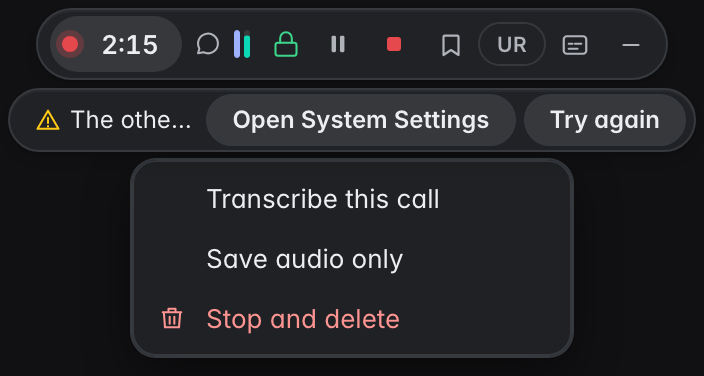 2:15 UR
The othe... Open System Settings Try again
Transcribe this call
Save audio only
Stop and delete